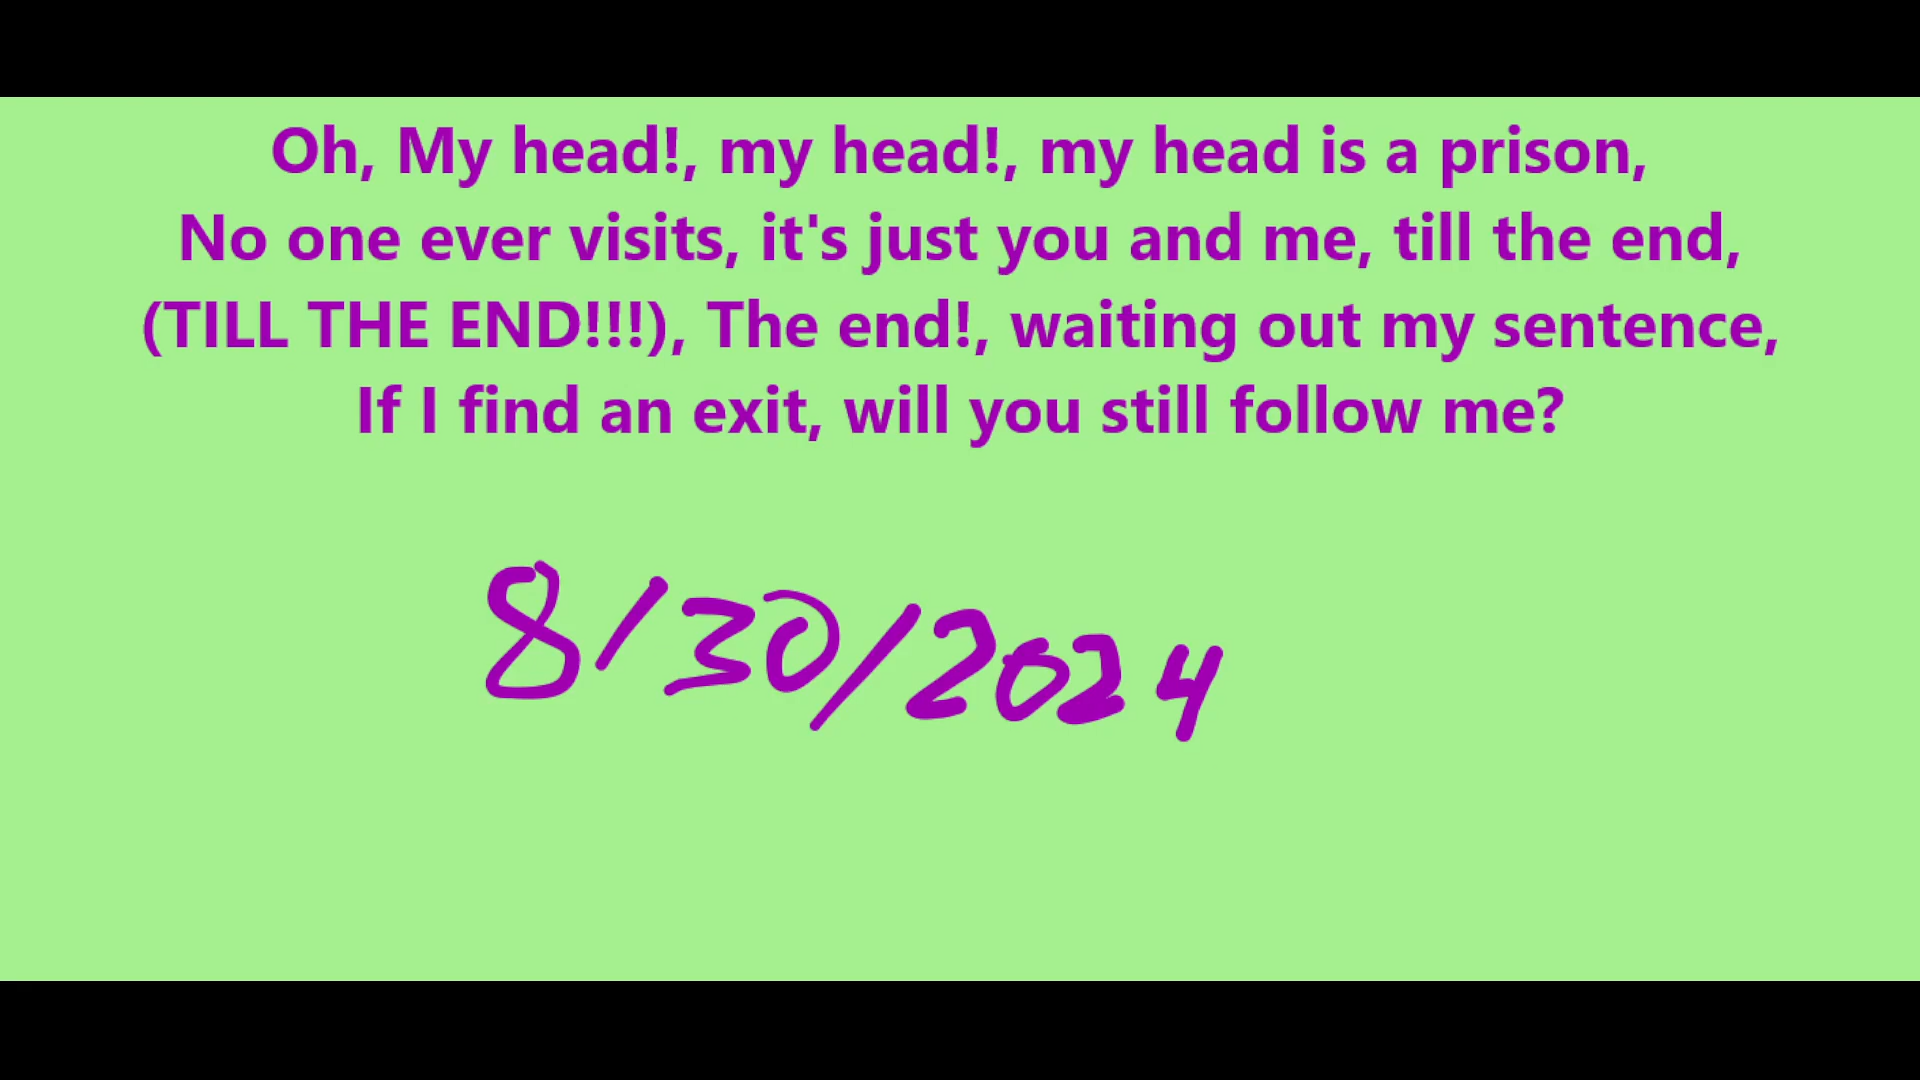 Oh, My head!, my head!, my head is a prison,
No one ever visits, it's just you and me, till the end,
(TILL THE END!!!), The end!, waiting out my sentence,
If I find an exit, will you still follow me?
8/30/2024